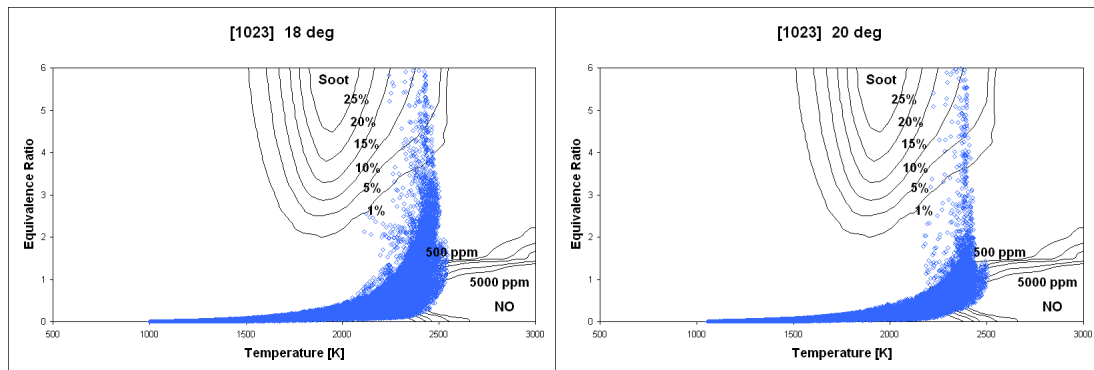 [1023] 18 deg
6
5
4
3
2
1
0
Equivalence Ratio
Soot
25%
20%
15%
10%
5%
1%
500 ppm
5000 ppm
NO
500
1000
1500
2000
2500
3000
Temperature [K]
[1023] 20 deg
6
5
4
3
2
1
0
Equivalence Ratio
Soot
25%
20%
15%
10%
5%
1%
500 ppm
5000 ppm
NO
500
1000
1500
2000
2500
3000
Temperature [K]